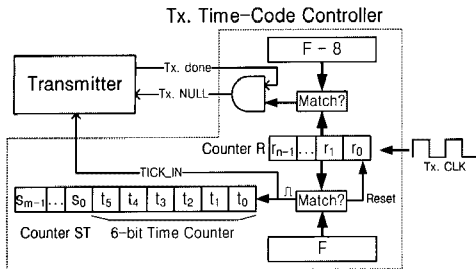 Tx. Time-Code Controller
F - 8
Tx. done
Transmitter
Tx. NULL
Match?
Counter R
rn-1 ... r1 r0
Tx. CLK
TICK_IN
Sm-1 ... S0 t5 t4 t3 t2 t1 t0
Match?
Reset
Counter ST
6-bit Time Counter
F